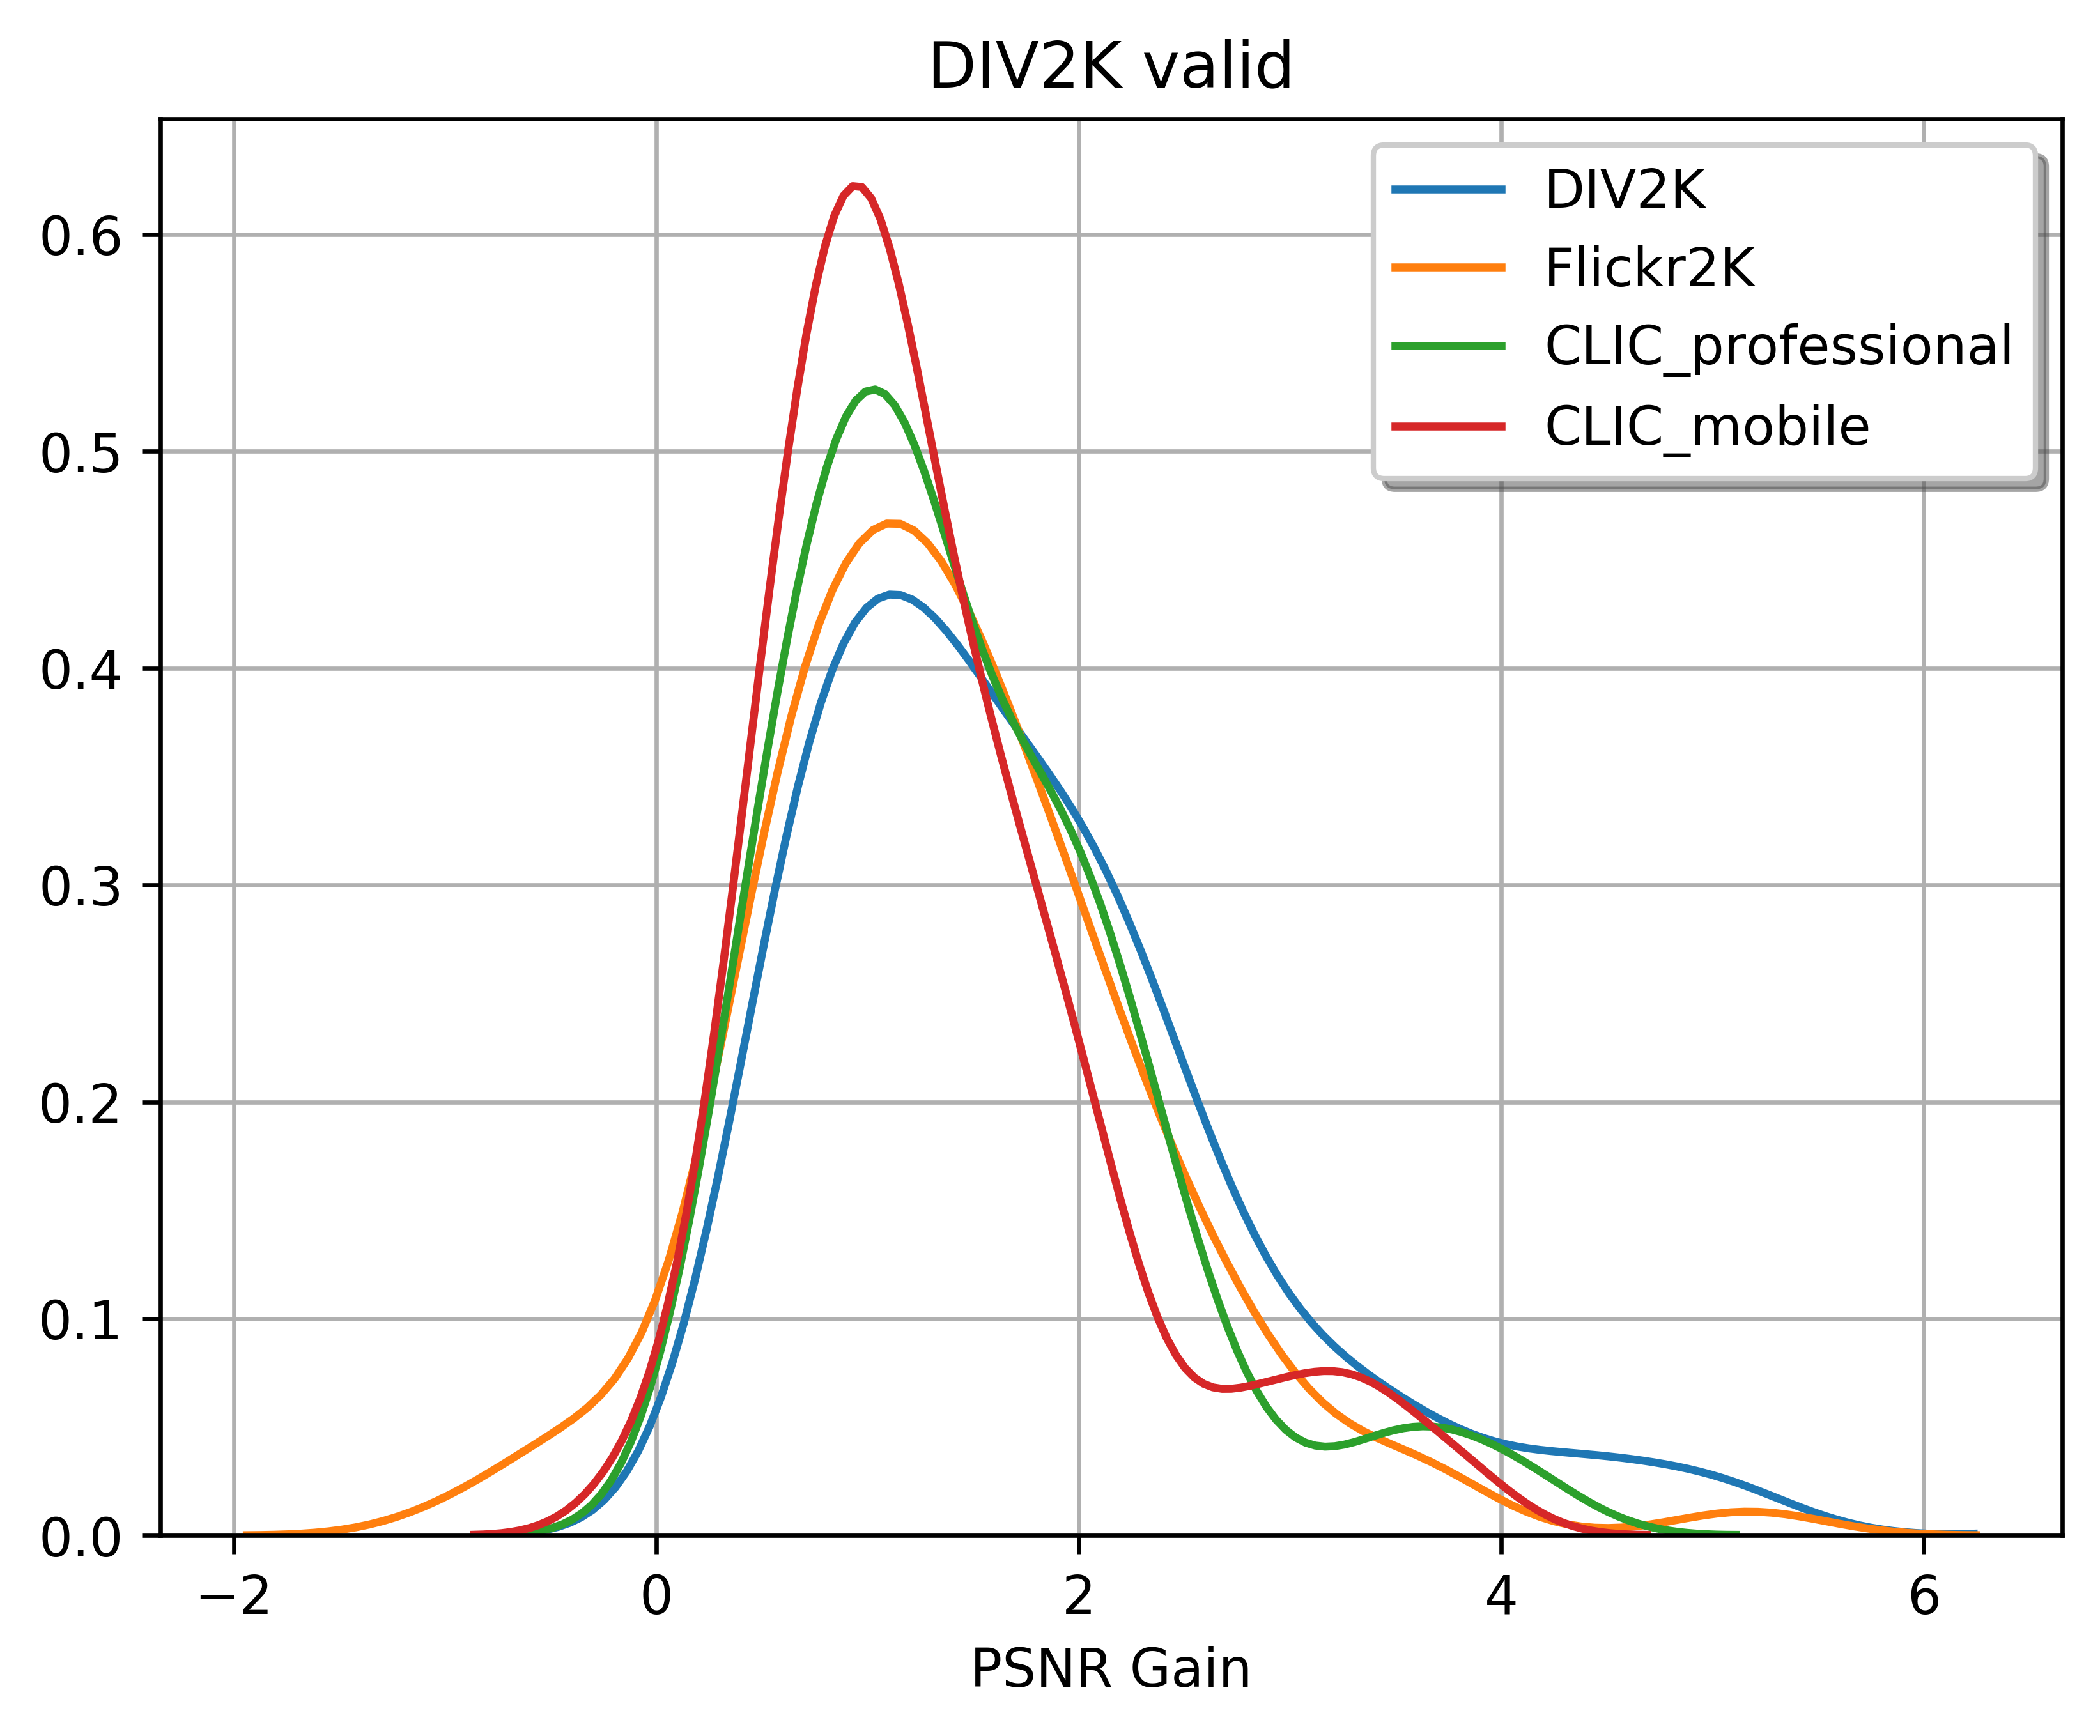 DIV2K valid
DIV2K
Flickr2K
CLIC_professional
CLIC_mobile
0.6
0.5
0.4
0.3
0.2
0.1
0.0
−2 0 2 4 6
PSNR Gain